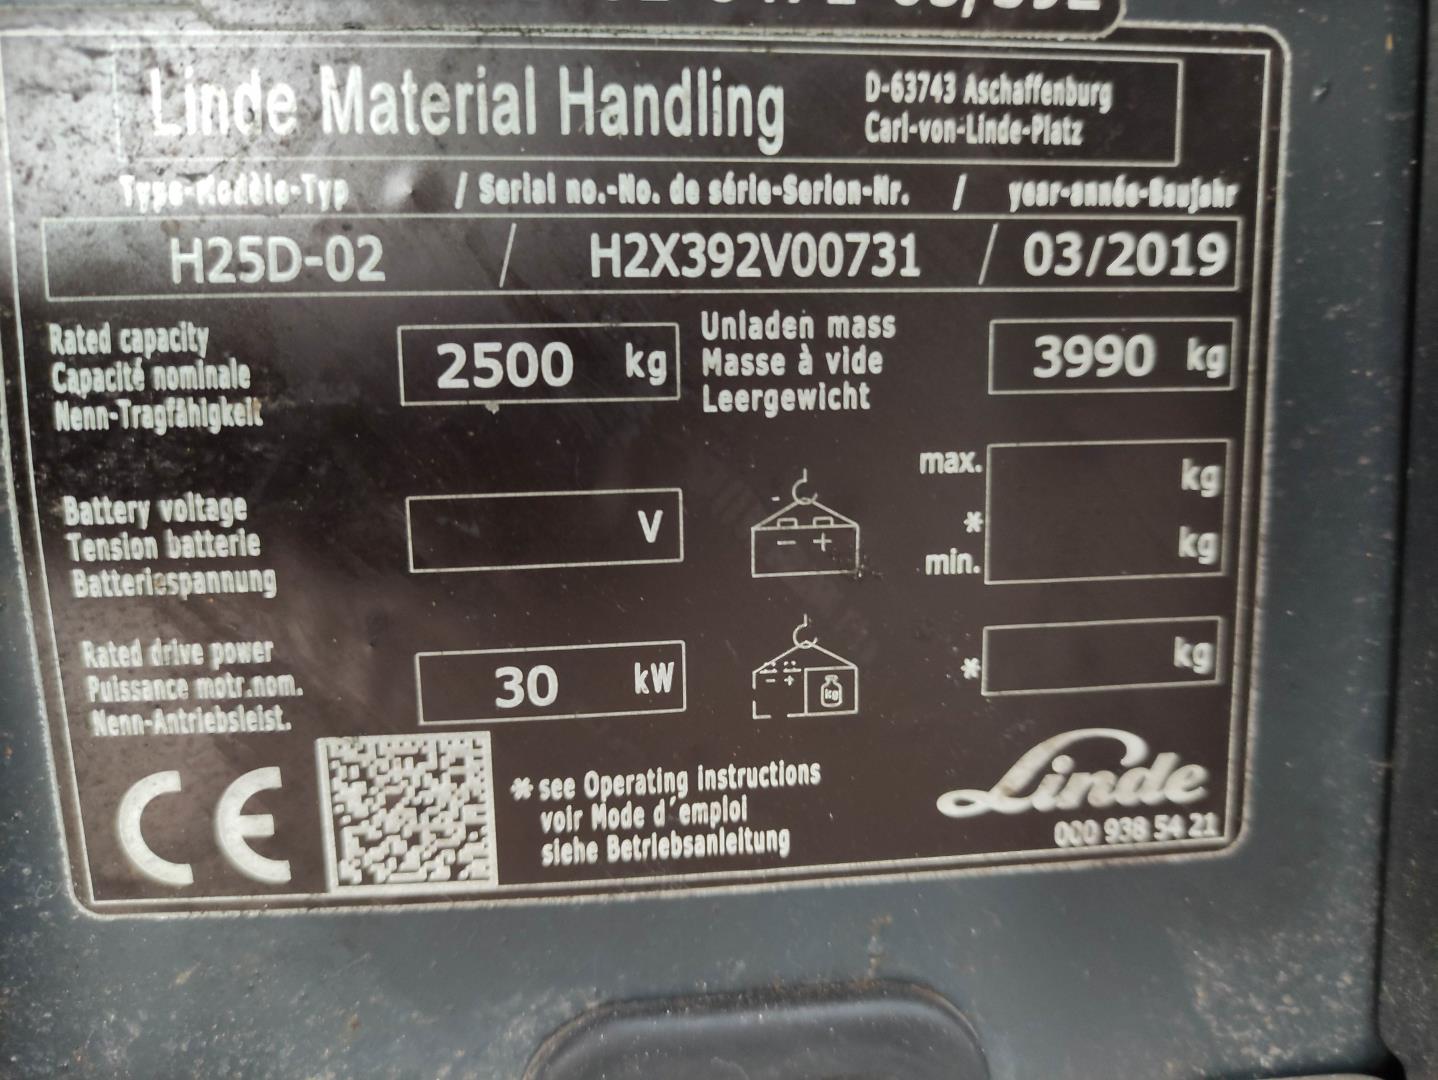 Linde Material Handling
D-63743 Aschaffenburg
Carl-von-Linde-Platz
Type-Modèle-Typ / Serial no.-No. de série-Serien-Nr. / year-année-Baujahr
H25D-02 / H2X392V00731 / 03/2019
Rated capacity
Capacité nominale
Nenn-Tragfähigkeit
2500 kg
Unladen mass
Masse à vide
Leergewicht
3990 kg
Battery voltage
Tension batterie
Batteriespannung
V
- +
max. kg
*
min. kg
Rated drive power
Puissance motr.nom.
Nenn-Antriebsleist.
30 kW
- +
kg
* kg
CE
* see Operating instructions
voir Mode d'emploi
siehe Betriebsanleitung
Linde
000 938 54 21